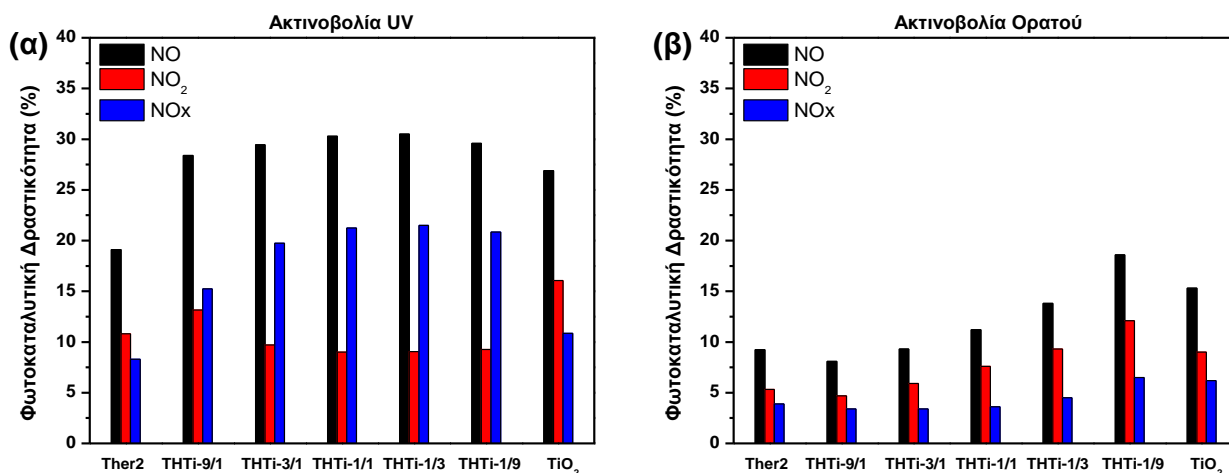 Ακτινοβολία UV
(α)
Φωτοκαταλυτική Δραστικότητα (%)
40
35
30
25
20
15
10
5
0
NO
NO₂
NOx
Ther2 THTi-9/1 THTi-3/1 THTi-1/1 THTi-1/3 THTi-1/9 TiO₂
Ακτινοβολία Ορατού
(β)
Φωτοκαταλυτική Δραστικότητα (%)
40
35
30
25
20
15
10
5
0
NO
NO₂
NOx
Ther2 THTi-9/1 THTi-3/1 THTi-1/1 THTi-1/3 THTi-1/9 TiO₂